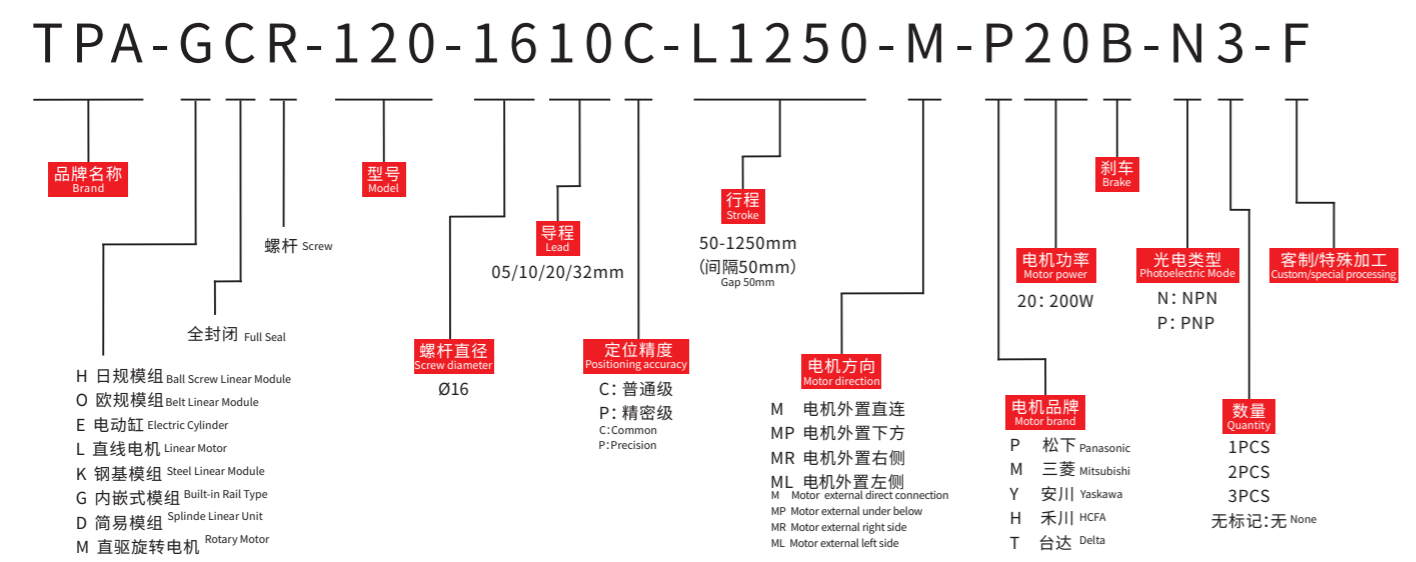 TPA-GCR-120-1610C-L1250-M-P20B-N3-F
品牌名称
Brand
H 日规模组 Ball Screw Linear Module
O 欧规模组 Belt Linear Module
E 电动缸 Electric Cylinder
L 直线电机 Linear Motor
K 钢基模组 Steel Linear Module
G 内嵌式模组 Built-in Rail Type
D 简易模组 Splinde Linear Unit
M 直驱旋转电机 Rotary Motor
全封闭 Full Seal
螺杆 Screw
型号
Model
螺杆直径
Screw diameter
Ø16
导程
Lead
05/10/20/32mm
定位精度
Positioning accuracy
C：普通级
P：精密级
C:Common
P:Precision
行程
Stroke
50-1250mm
（间隔50mm）
Gap 50mm
电机方向
Motor direction
M 电机外置直连
MP 电机外置下方
MR 电机外置右侧
ML 电机外置左侧
M Motor external direct connection
MP Motor external under below
MR Motor external right side
ML Motor external left side
电机品牌
Motor brand
P 松下 Panasonic
M 三菱 Mitsubishi
Y 安川 Yaskawa
H 禾川 HCFA
T 台达 Delta
电机功率
Motor power
20：200W
刹车
Brake
光电类型
Photoelectric Mode
N：NPN
P：PNP
数量
Quantity
1PCS
2PCS
3PCS
无标记:无 None
客制/特殊加工
Custom/special processing